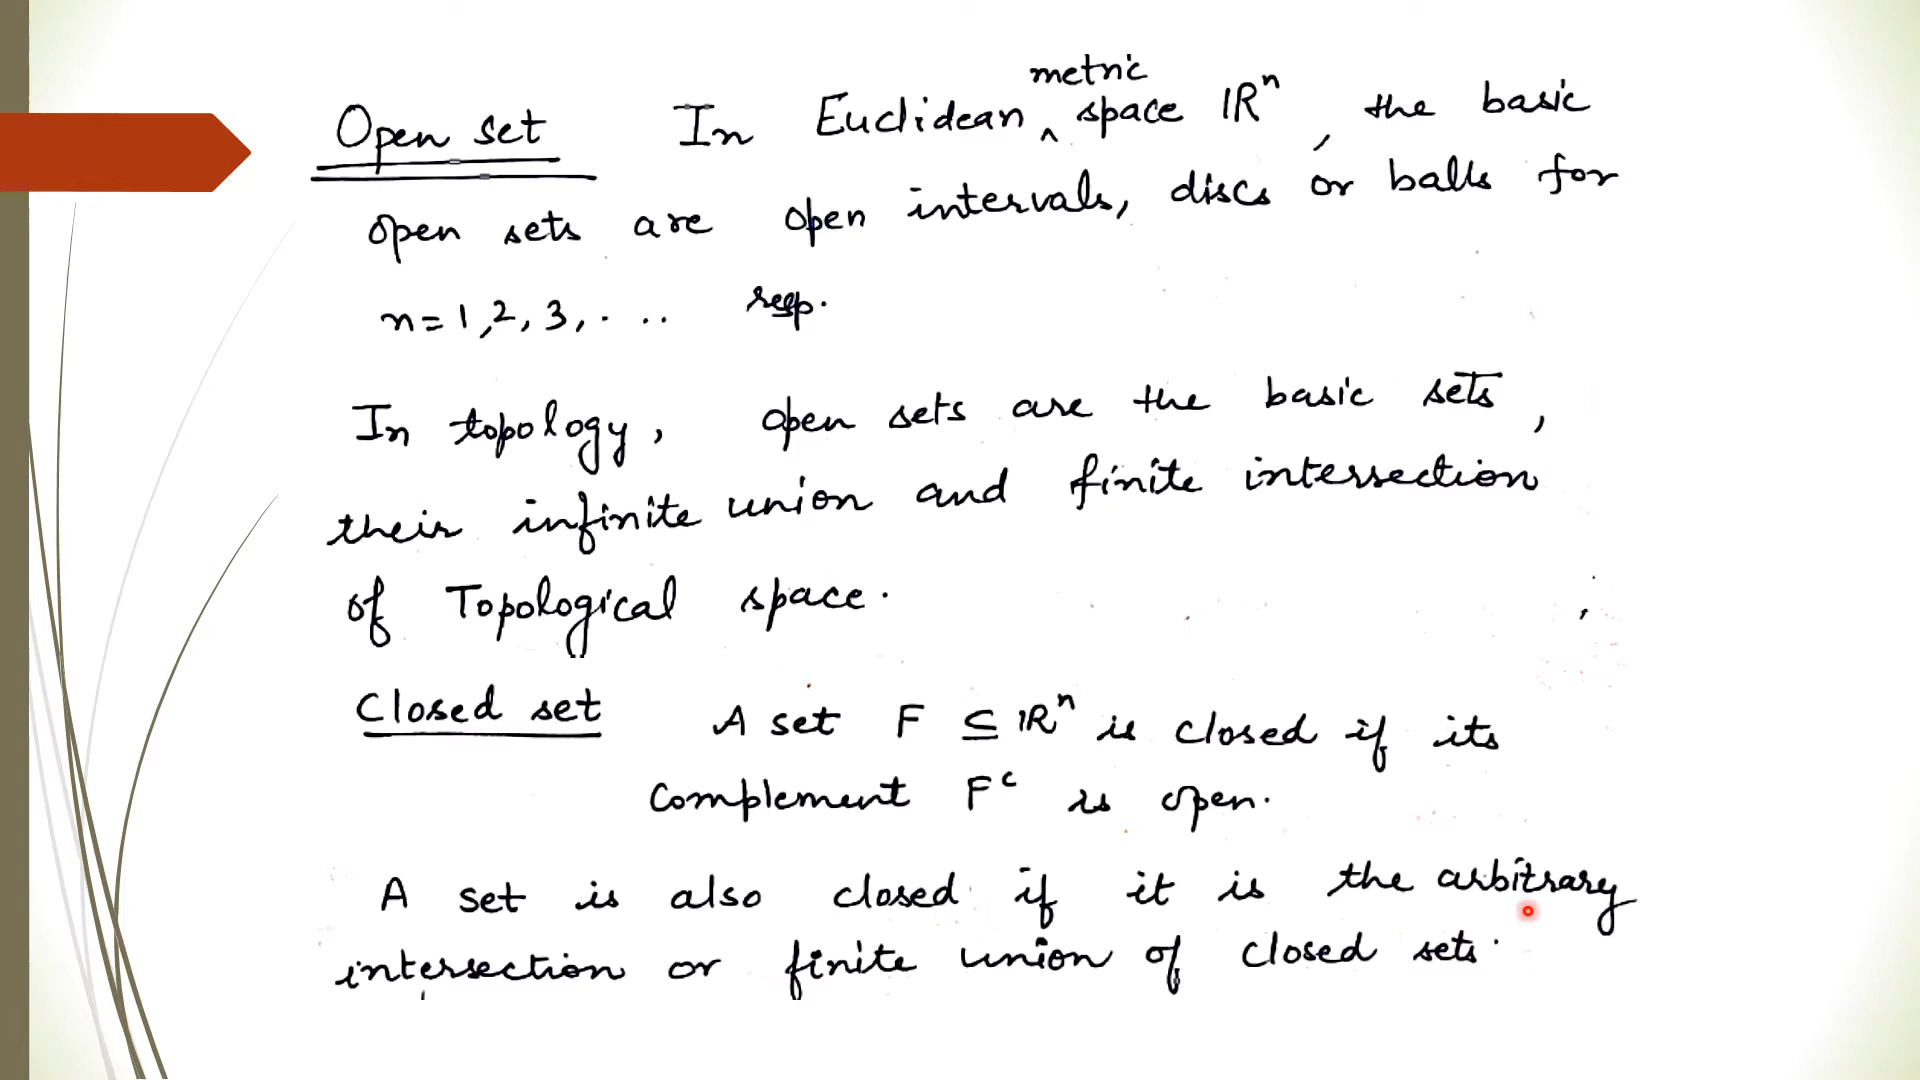 Open set In Euclidean ^ metric space ℝⁿ, the basic
open sets are open intervals, discs or balls for
n = 1, 2, 3, . . . resp.
In topology, open sets are the basic sets,
their infinite union and finite intersection
of Topological space.
Closed set A set F ⊆ ℝⁿ is closed if its
complement Fᶜ is open.
A set is also closed if it is the arbitrary
intersection or finite union of closed sets.